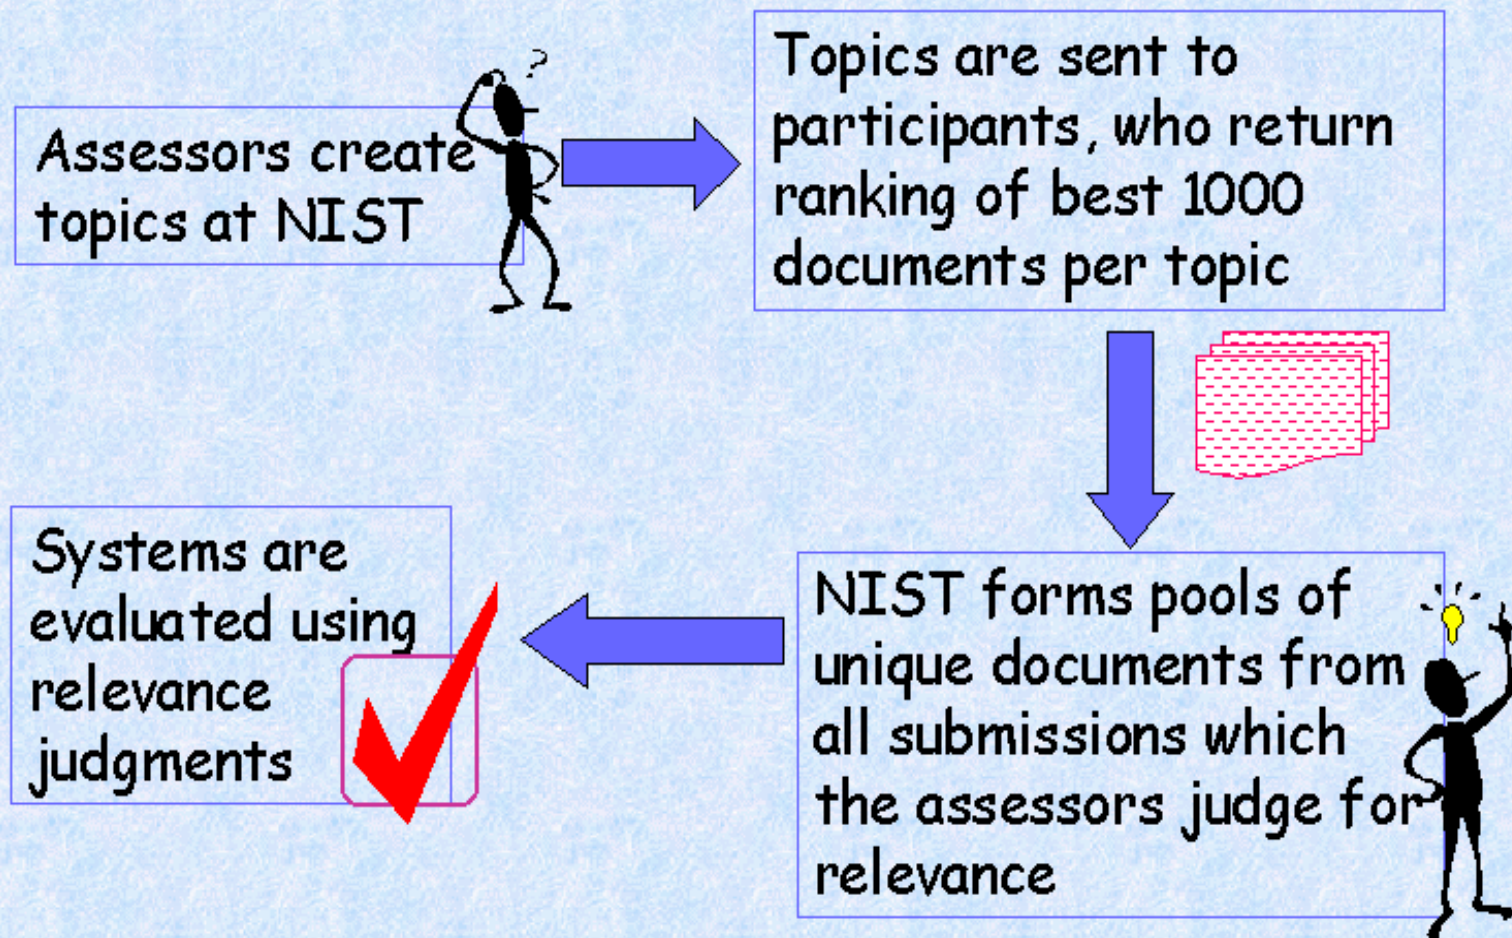 ?
Assessors create
topics at NIST
Topics are sent to
participants, who return
ranking of best 1000
documents per topic
NIST forms pools of
unique documents from
all submissions which
the assessors judge for
relevance
Systems are
evaluated using
relevance
judgments